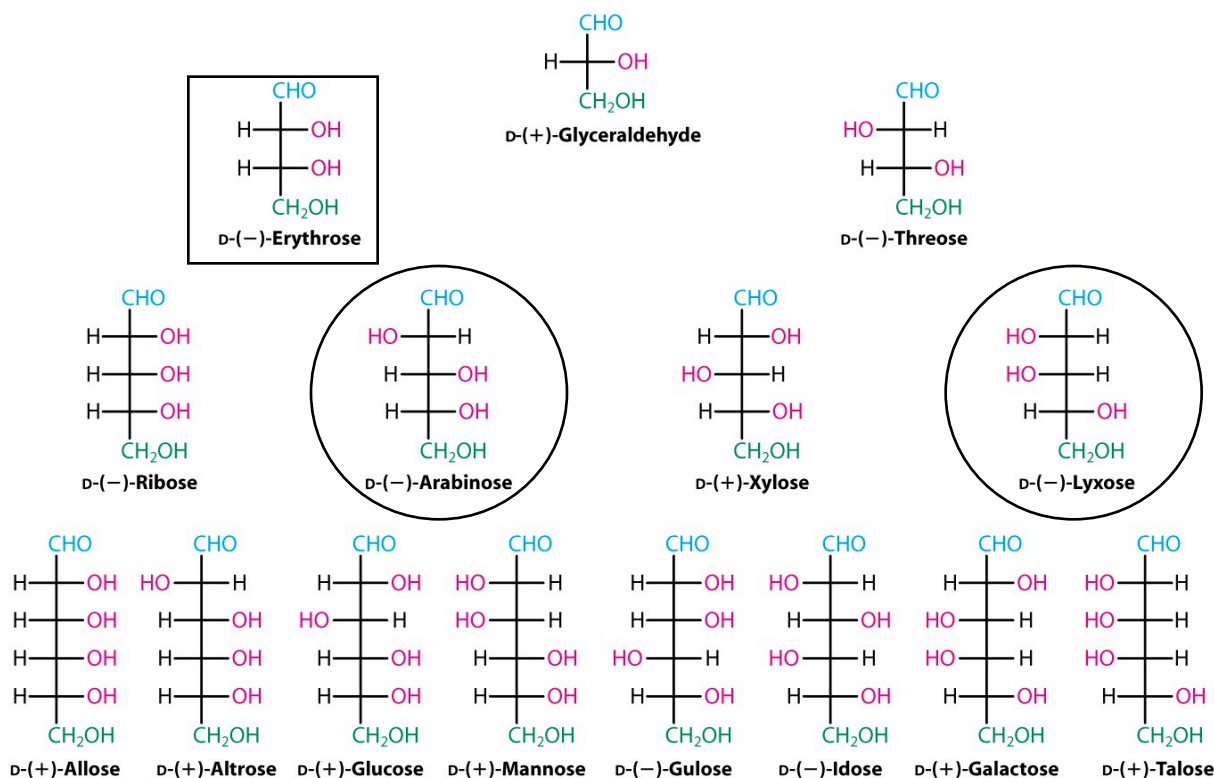 CHO
H OH
CH₂OH
D-(+)-Glyceraldehyde
CHO
H OH
H OH
CH₂OH
D-(−)-Erythrose
CHO
HO H
H OH
CH₂OH
D-(−)-Threose
CHO
H OH
H OH
H OH
CH₂OH
D-(−)-Ribose
CHO
HO H
H OH
H OH
CH₂OH
D-(−)-Arabinose
CHO
H OH
HO H
H OH
CH₂OH
D-(+)-Xylose
CHO
HO H
HO H
H OH
CH₂OH
D-(−)-Lyxose
CHO
H OH
H OH
H OH
H OH
CH₂OH
D-(+)-Allose
CHO
HO H
H OH
H OH
H OH
CH₂OH
D-(+)-Altrose
CHO
H OH
HO H
H OH
H OH
CH₂OH
D-(+)-Glucose
CHO
HO H
HO H
H OH
H OH
CH₂OH
D-(+)-Mannose
CHO
H OH
H OH
HO H
H OH
CH₂OH
D-(−)-Gulose
CHO
HO H
H OH
HO H
H OH
CH₂OH
D-(−)-Idose
CHO
H OH
HO H
HO H
H OH
CH₂OH
D-(+)-Galactose
CHO
HO H
HO H
HO H
H OH
CH₂OH
D-(+)-Talose